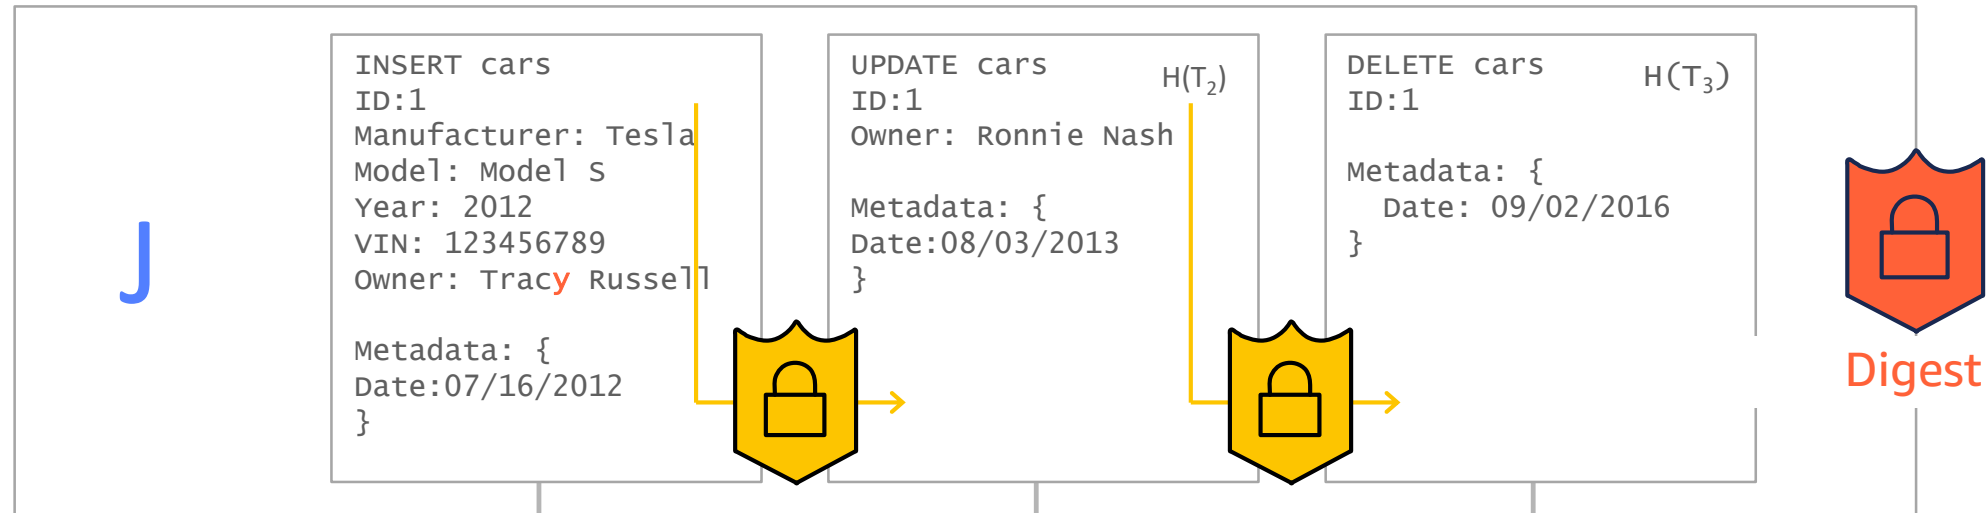 J
INSERT cars
ID:1
Manufacturer: Tesla
Model: Model S
Year: 2012
VIN: 123456789
Owner: Tracy Russell
Metadata: {
Date:07/16/2012
}
UPDATE cars
H(T₂)
ID:1
Owner: Ronnie Nash
Metadata: {
Date:08/03/2013
}
DELETE cars
H(T₃)
ID:1
Metadata: {
Date: 09/02/2016
}
Digest